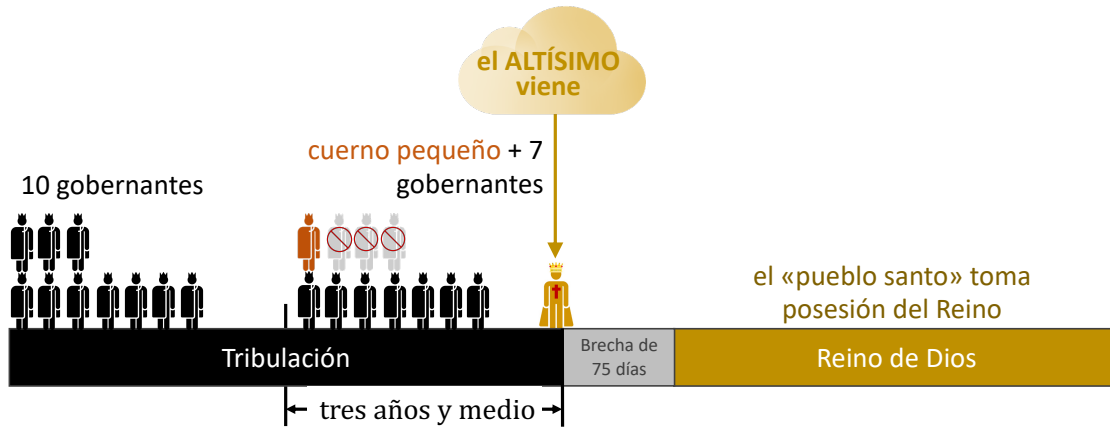 el ALTÍSIMO
viene
cuerno pequeño + 7
gobernantes
10 gobernantes
el «pueblo santo» toma
posesión del Reino
Tribulación
Brecha de
75 días
Reino de Dios
tres años y medio